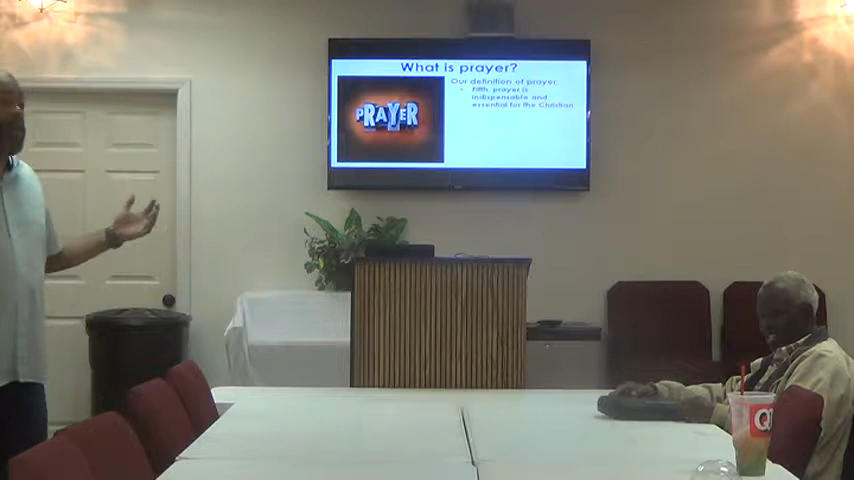 What is prayer?
Our definition of prayer:
• Fifth, prayer is
indispensable and
essential for the Christian.
PRAYER
Q